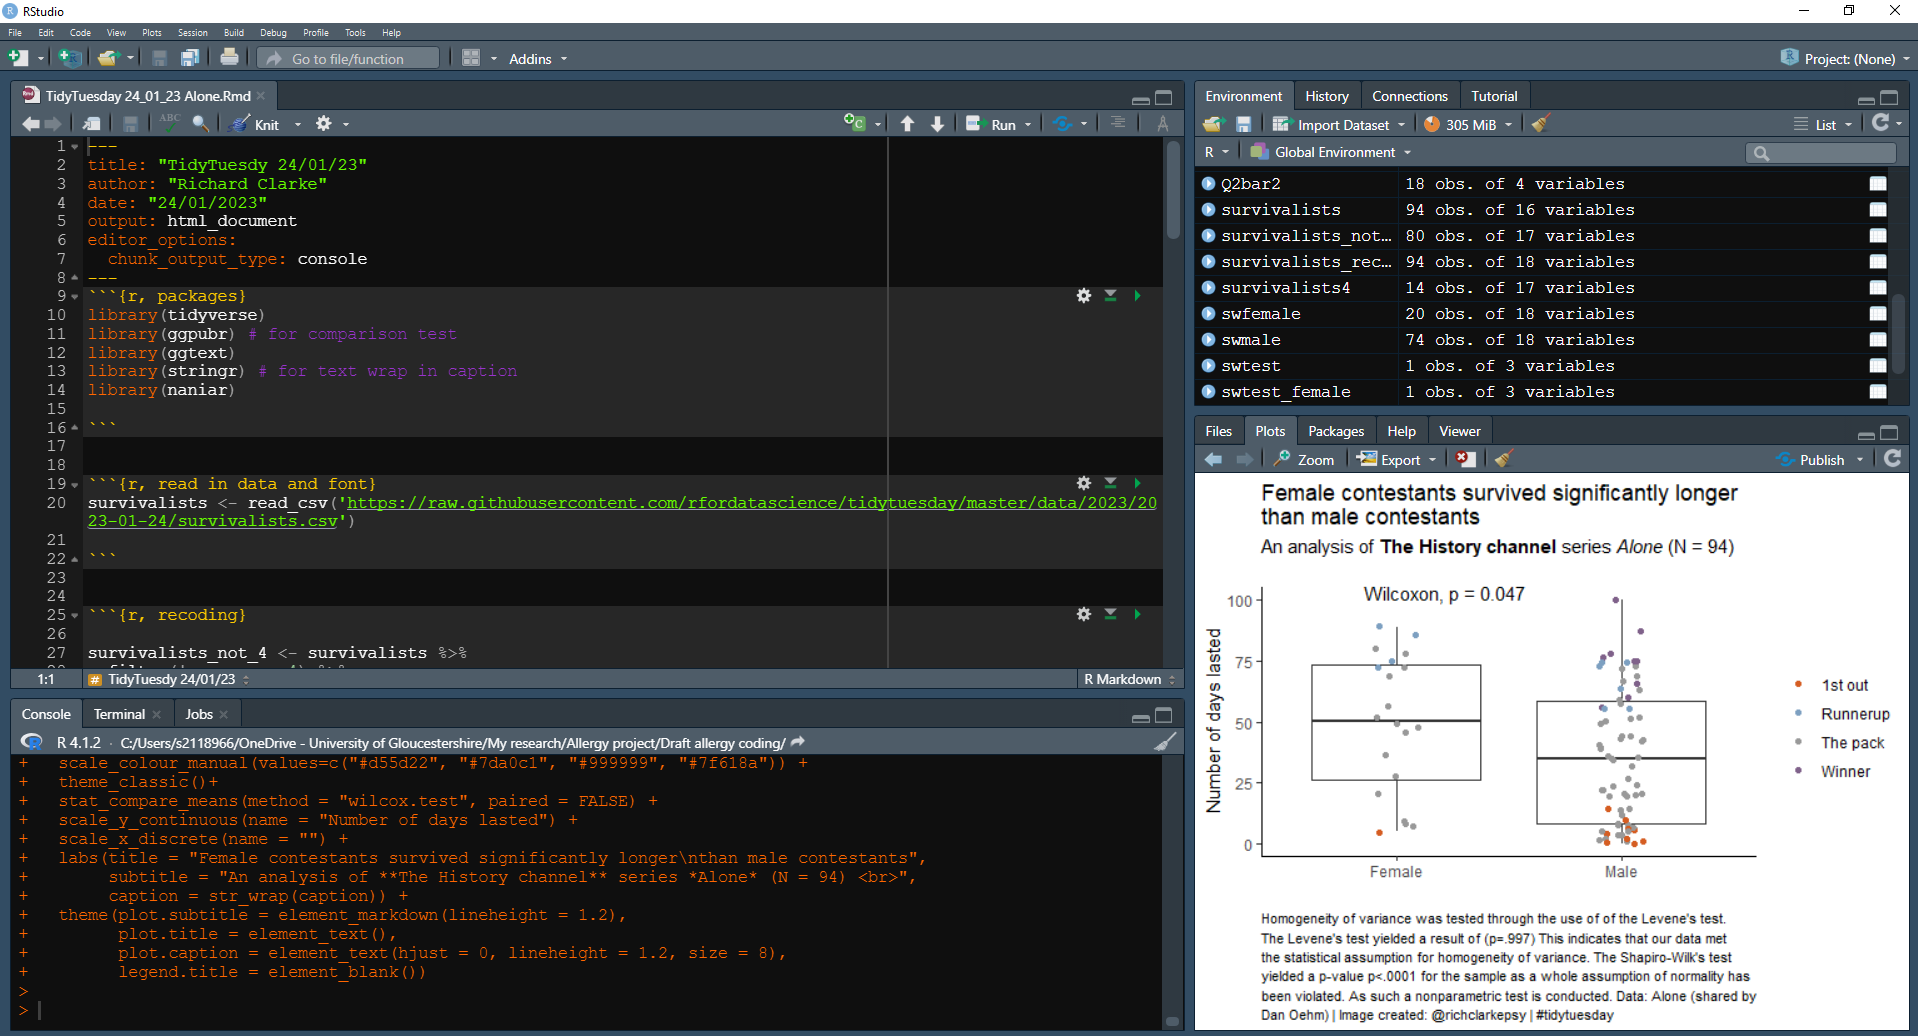 RStudio
File Edit Code View Plots Session Build Debug Profile Tools Help
Go to file/function
Addins
Project: (None)
TidyTuesday 24_01_23 Alone.Rmd
ABC
Knit
Run
1 ---
2 title: "TidyTuesdy 24/01/23"
3 author: "Richard Clarke"
4 date: "24/01/2023"
5 output: html_document
6 editor_options:
7 chunk_output_type: console
8 ---
9 ```{r, packages}
10 library(tidyverse)
11 library(ggpubr) # for comparison test
12 library(ggtext)
13 library(stringr) # for text wrap in caption
14 library(naniar)
15
16 ```
17
18
19 ```{r, read in data and font}
20 survivalists <- read_csv('https://raw.githubusercontent.com/rfordatascience/tidytuesday/master/data/2023/20
23-01-24/survivalists.csv')
21
22 ```
23
24
25 ```{r, recoding}
26
27 survivalists_not_4 <- survivalists %>%
1:1 # TidyTuesdy 24/01/23 R Markdown
Console Terminal Jobs
R 4.1.2 · C:/Users/s2118966/OneDrive - University of Gloucestershire/My research/Allergy project/Draft allergy coding/
+ scale_colour_manual(values=c("#d55d22", "#7da0c1", "#999999", "#7f618a")) +
+ theme_classic()+
+ stat_compare_means(method = "wilcox.test", paired = FALSE) +
+ scale_y_continuous(name = "Number of days lasted") +
+ scale_x_discrete(name = "") +
+ labs(title = "Female contestants survived significantly longer\nthan male contestants",
+ subtitle = "An analysis of **The History channel** series *Alone* (N = 94) <br>",
+ caption = str_wrap(caption)) +
+ theme(plot.subtitle = element_markdown(lineheight = 1.2),
+ plot.title = element_text(),
+ plot.caption = element_text(hjust = 0, lineheight = 1.2, size = 8),
+ legend.title = element_blank())
>
>
Environment History Connections Tutorial
Import Dataset 305 MiB List
R Global Environment
Q2bar2 18 obs. of 4 variables
survivalists 94 obs. of 16 variables
survivalists_not… 80 obs. of 17 variables
survivalists_rec… 94 obs. of 18 variables
survivalists4 14 obs. of 17 variables
swfemale 20 obs. of 18 variables
swmale 74 obs. of 18 variables
swtest 1 obs. of 3 variables
swtest_female 1 obs. of 3 variables
Files Plots Packages Help Viewer
Zoom Export Publish
Female contestants survived significantly longer
than male contestants
An analysis of The History channel series Alone (N = 94)
Wilcoxon, p = 0.047
Number of days lasted
100
75
50
25
0
Female Male
1st out
Runnerup
The pack
Winner
Homogeneity of variance was tested through the use of of the Levene's test.
The Levene's test yielded a result of (p=.997) This indicates that our data met
the statistical assumption for homogeneity of variance. The Shapiro-Wilk's test
yielded a p-value p<.0001 for the sample as a whole assumption of normality has
been violated. As such a nonparametric test is conducted. Data: Alone (shared by
Dan Oehm) | Image created: @richclarkepsy | #tidytuesday